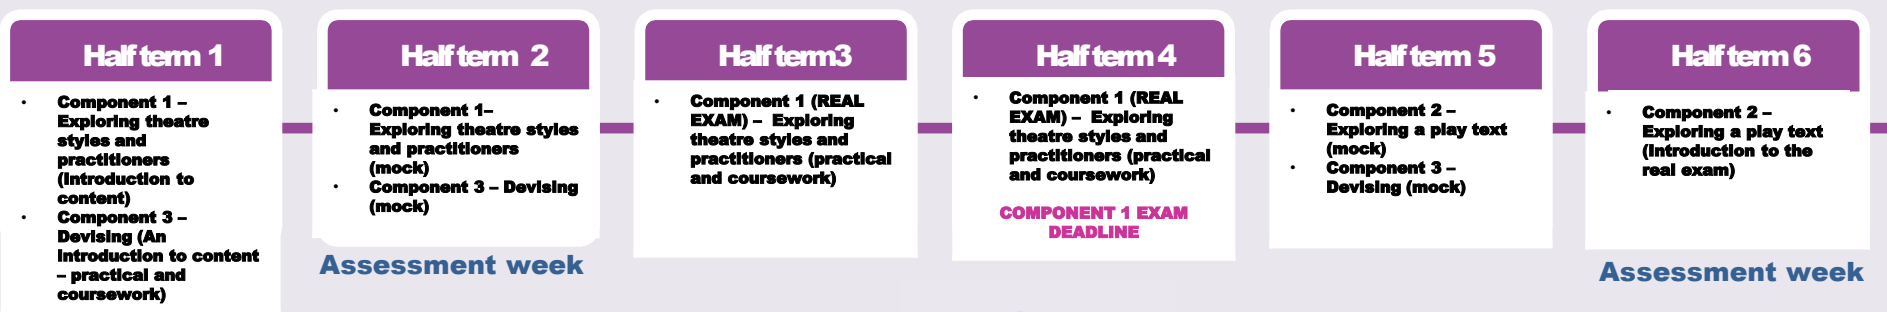 Half term 1
• Component 1 –
Exploring theatre
styles and
practitioners
(Introduction to
content)
• Component 3 –
Devising (An
introduction to content
– practical and
coursework)
Half term 2
• Component 1–
Exploring theatre styles
and practitioners
(mock)
• Component 3 – Devising
(mock)
Assessment week
Half term3
• Component 1 (REAL
EXAM) – Exploring
theatre styles and
practitioners (practical
and coursework)
Half term 4
• Component 1 (REAL
EXAM) – Exploring
theatre styles and
practitioners (practical
and coursework)
COMPONENT 1 EXAM
DEADLINE
Half term 5
• Component 2 –
Exploring a play text
(mock)
• Component 3 –
Devising (mock)
Half term 6
• Component 2 –
Exploring a play text
(Introduction to the
real exam)
Assessment week